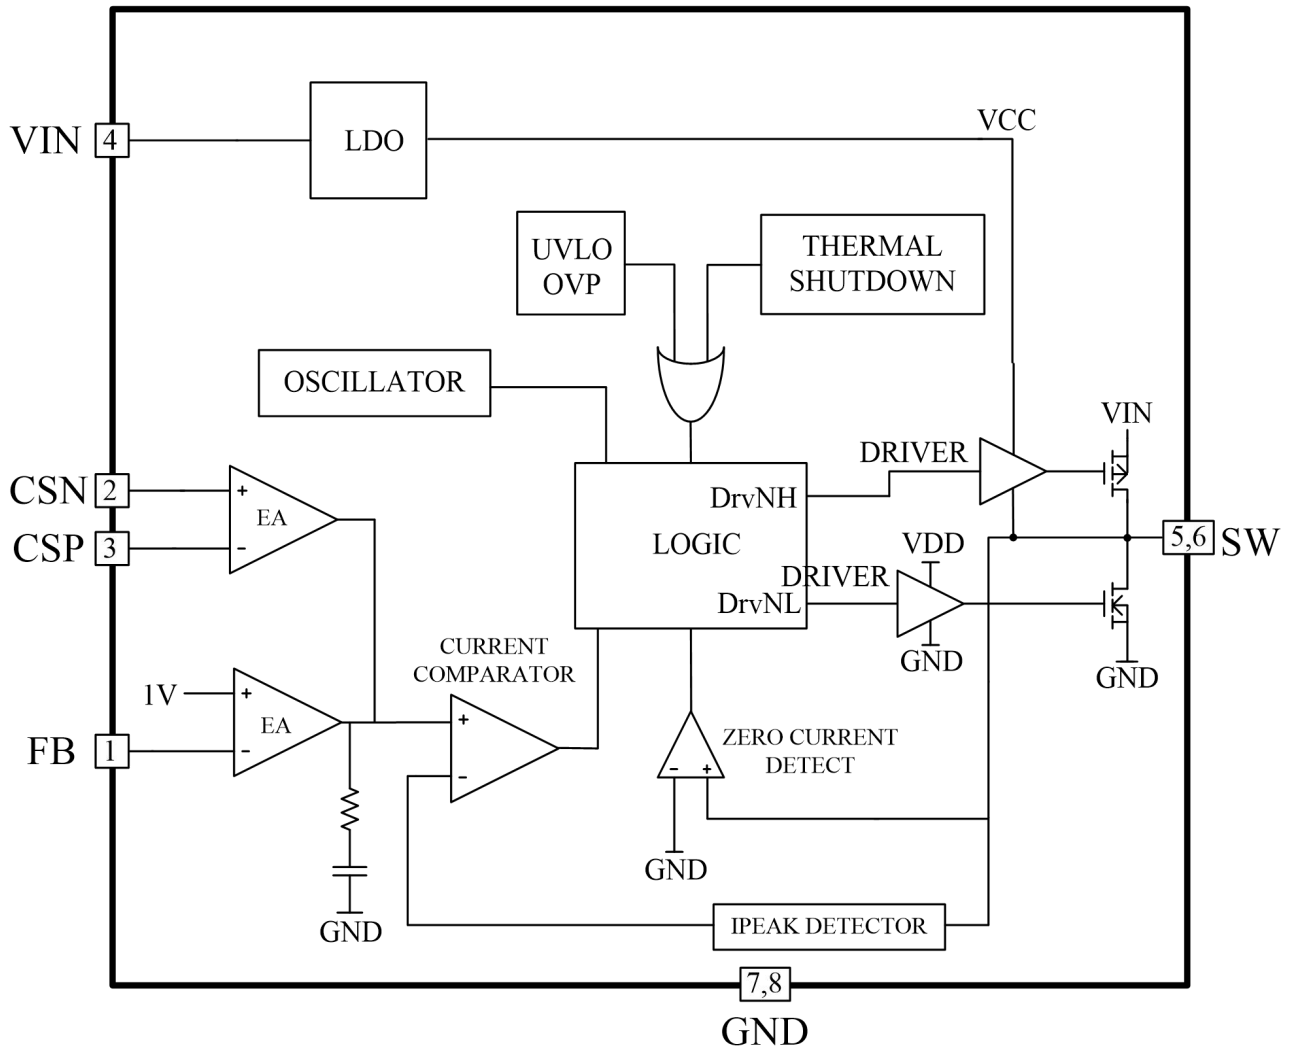 VCC
VIN
4
LDO
UVLO
OVP
THERMAL
SHUTDOWN
OSCILLATOR
VIN
DRIVER
CSN
2
+
EA
DrvNH
LOGIC
CSP
3
-
VDD
5,6
SW
DRIVER
DrvNL
GND
GND
CURRENT
COMPARATOR
1V
+
EA
+
FB
1
-
-
ZERO CURRENT
DETECT
-
+
GND
GND
IPEAK DETECTOR
7,8
GND